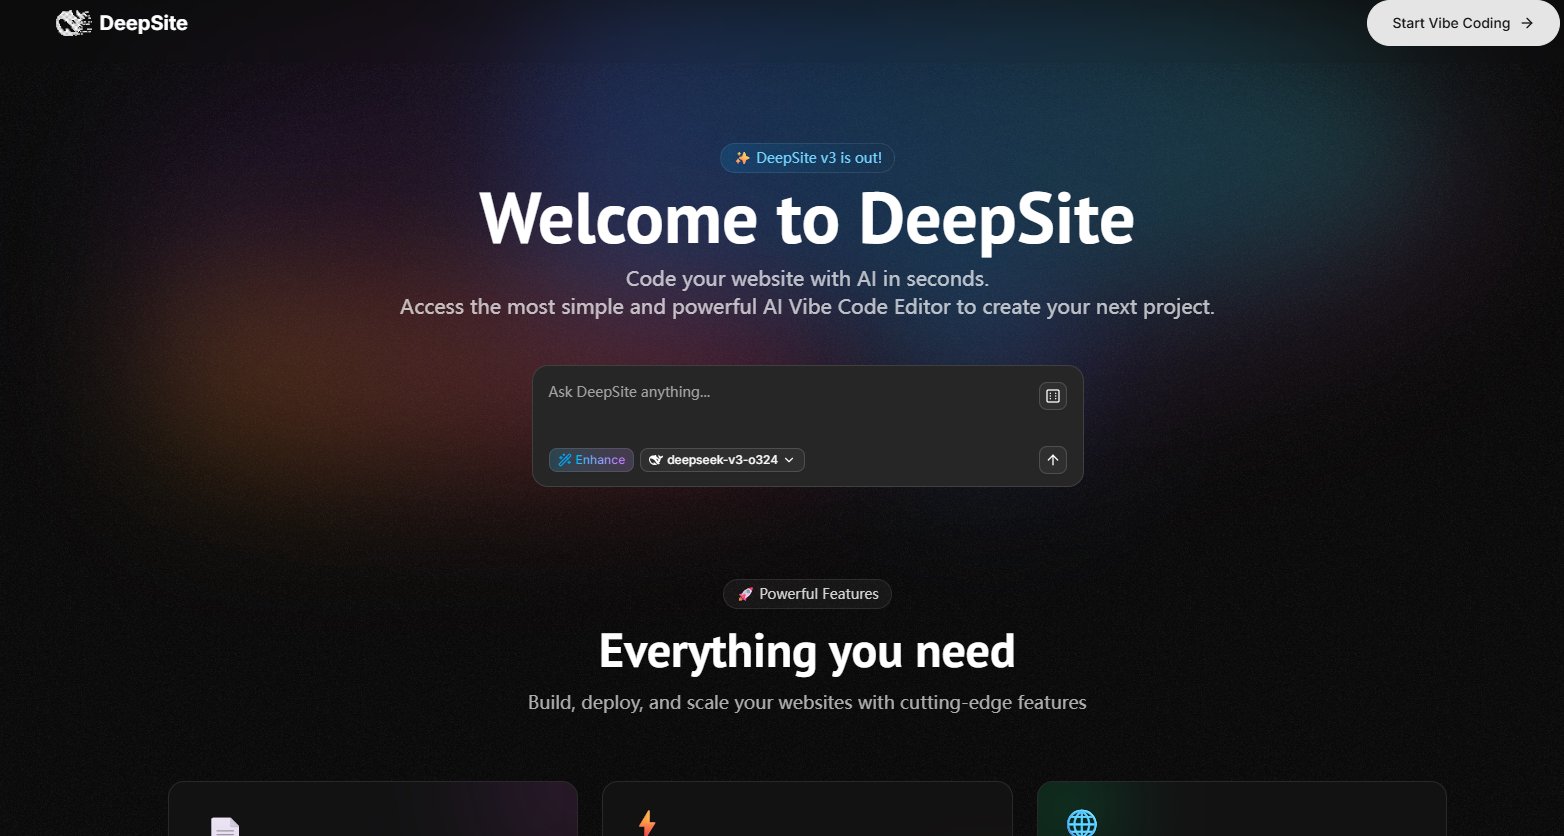 DeepSite
Start Vibe Coding →
✨ DeepSite v3 is out!
Welcome to DeepSite
Code your website with AI in seconds.
Access the most simple and powerful AI Vibe Code Editor to create your next project.
Ask DeepSite anything...
Enhance
deepseek-v3-o324
🚀 Powerful Features
Everything you need
Build, deploy, and scale your websites with cutting-edge features